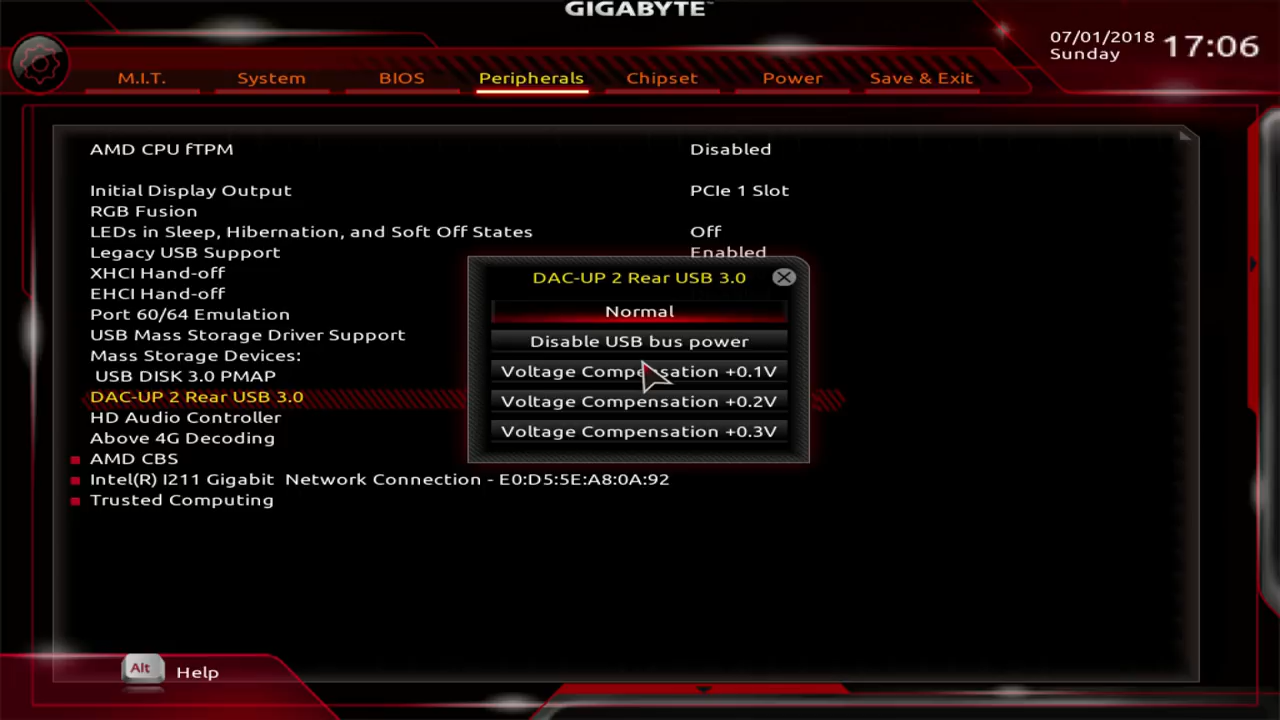 GIGABYTE
07/01/2018
Sunday
17:06
M.I.T. System BIOS Peripherals Chipset Power Save & Exit
AMD CPU fTPM Disabled
Initial Display Output PCIe 1 Slot
RGB Fusion
LEDs in Sleep, Hibernation, and Soft Off States Off
Legacy USB Support Enabled
XHCI Hand-off
EHCI Hand-off
Port 60/64 Emulation
USB Mass Storage Driver Support
Mass Storage Devices:
USB DISK 3.0 PMAP
DAC-UP 2 Rear USB 3.0
HD Audio Controller
Above 4G Decoding
AMD CBS
Intel(R) I211 Gigabit Network Connection - E0:D5:5E:A8:0A:92
Trusted Computing
DAC-UP 2 Rear USB 3.0
Normal
Disable USB bus power
Voltage Compensation +0.1V
Voltage Compensation +0.2V
Voltage Compensation +0.3V
Alt Help